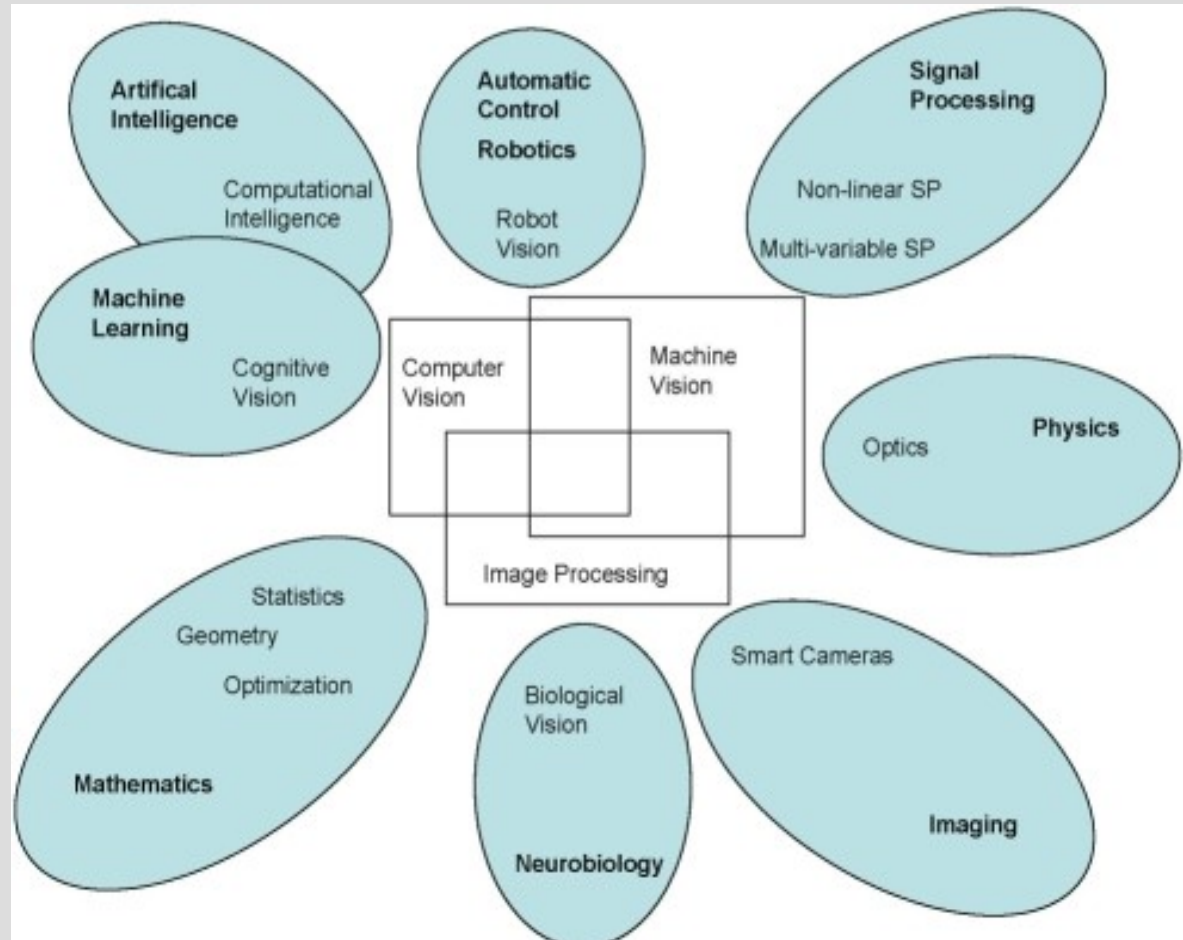 Artifical
Intelligence
Computational
Intelligence
Automatic
Control
Robotics
Robot
Vision
Signal
Processing
Non-linear SP
Multi-variable SP
Machine
Learning
Cognitive
Vision
Computer
Vision
Machine
Vision
Image Processing
Optics
Physics
Statistics
Geometry
Optimization
Mathematics
Biological
Vision
Neurobiology
Smart Cameras
Imaging